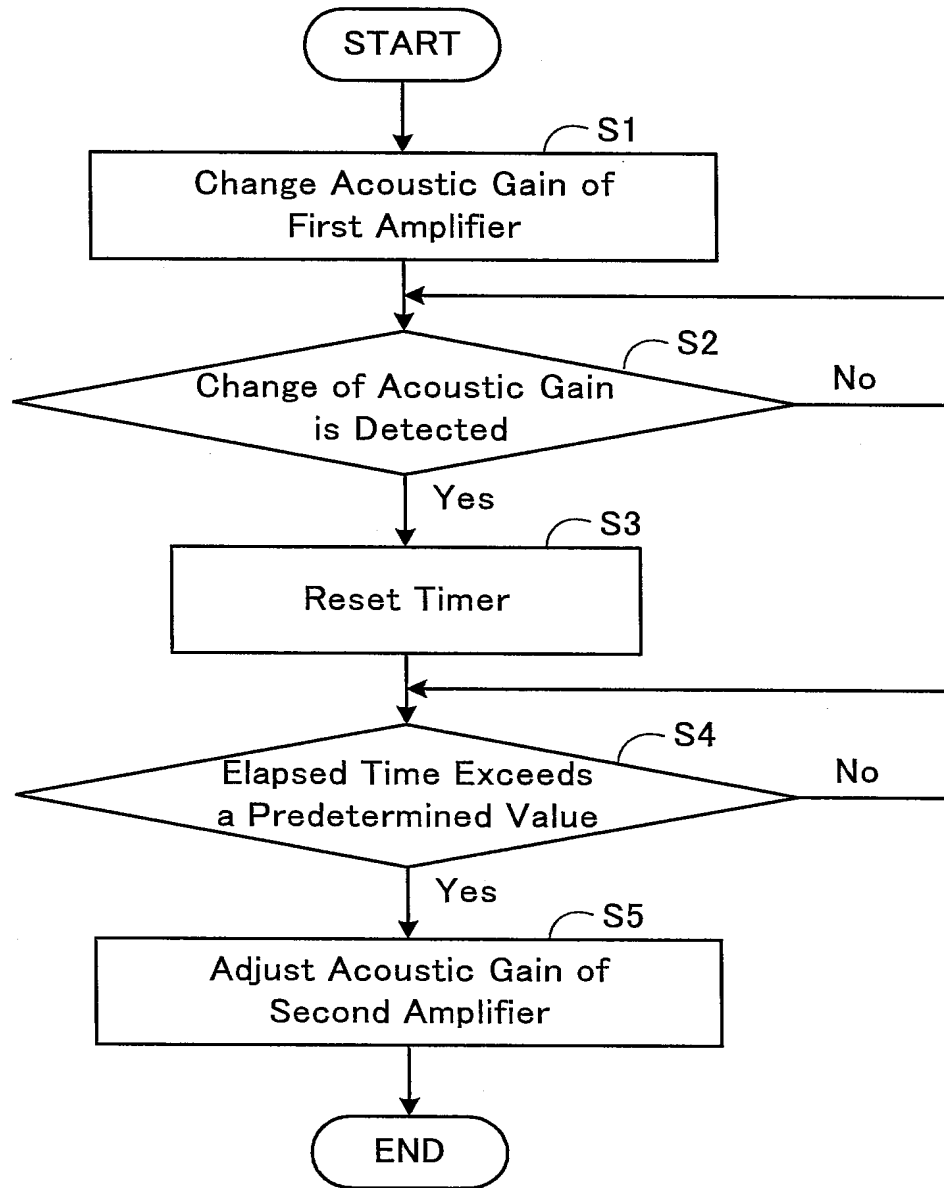 START
S1
Change Acoustic Gain of
First Amplifier
S2
Change of Acoustic Gain
is Detected
No
Yes
S3
Reset Timer
S4
Elapsed Time Exceeds
a Predetermined Value
No
Yes
S5
Adjust Acoustic Gain of
Second Amplifier
END